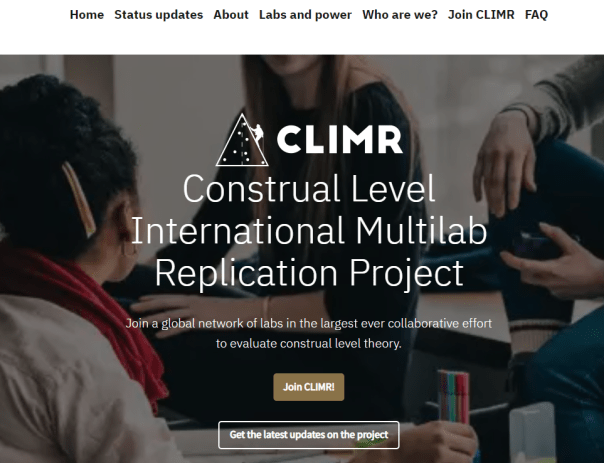 Home Status updates About Labs and power Who are we? Join CLIMR FAQ
CLIMR
Construal Level
International Multilab
Replication Project
Join a global network of labs in the largest ever collaborative effort
to evaluate construal level theory.
Join CLIMR!
Get the latest updates on the project